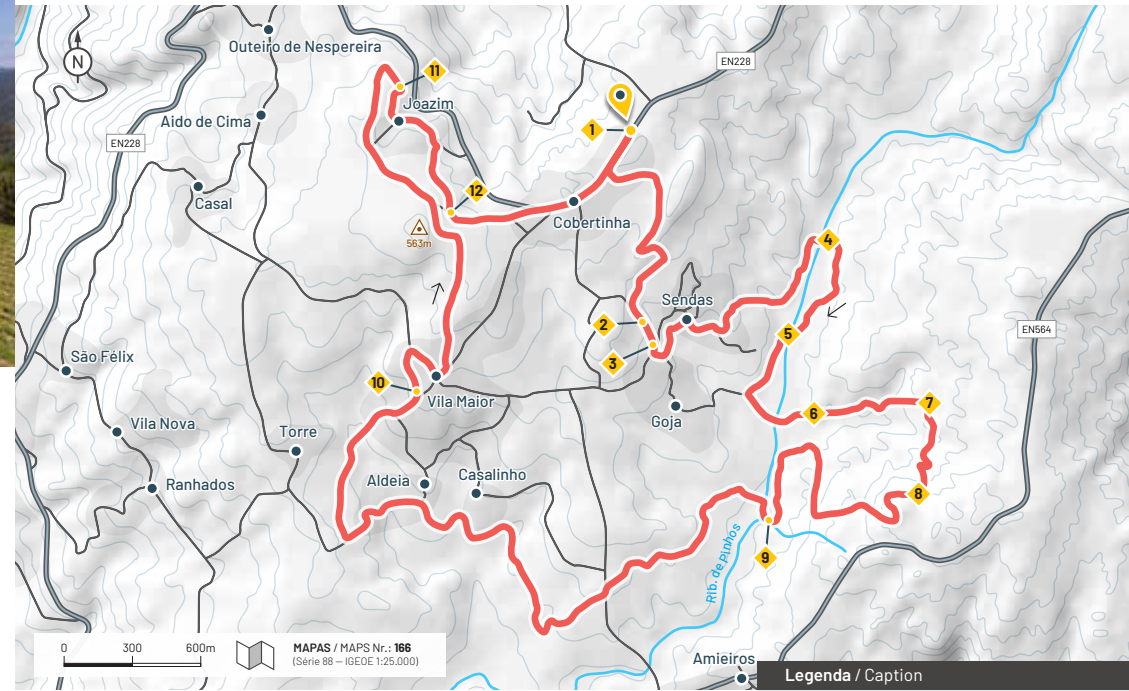 EN228
Outeiro de Nespereira
N
11
Joazim
1
Aido de Cima
EN228
12
Casal
Cobertinha
563m
4
Sendas
2
5
EN564
3
São Félix
10
Vila Maior
7
6
Goja
Vila Nova
Torre
Casalinho
Aldeia
Ranhados
8
9
Rib. de Pinhos
0 300 600m
MAPAS / MAPS Nr.: 166
(Série 88 – IGEOE 1:25.000)
Amieiros
Legenda / Caption